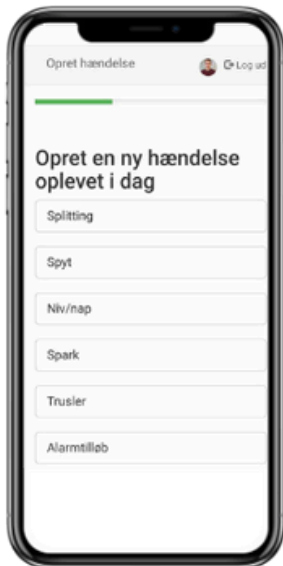 Opret hændelse
Log ud
Opret en ny hændelse
oplevet i dag
Splitting
Spyt
Niv/nap
Spark
Trusler
Alarmtilløb